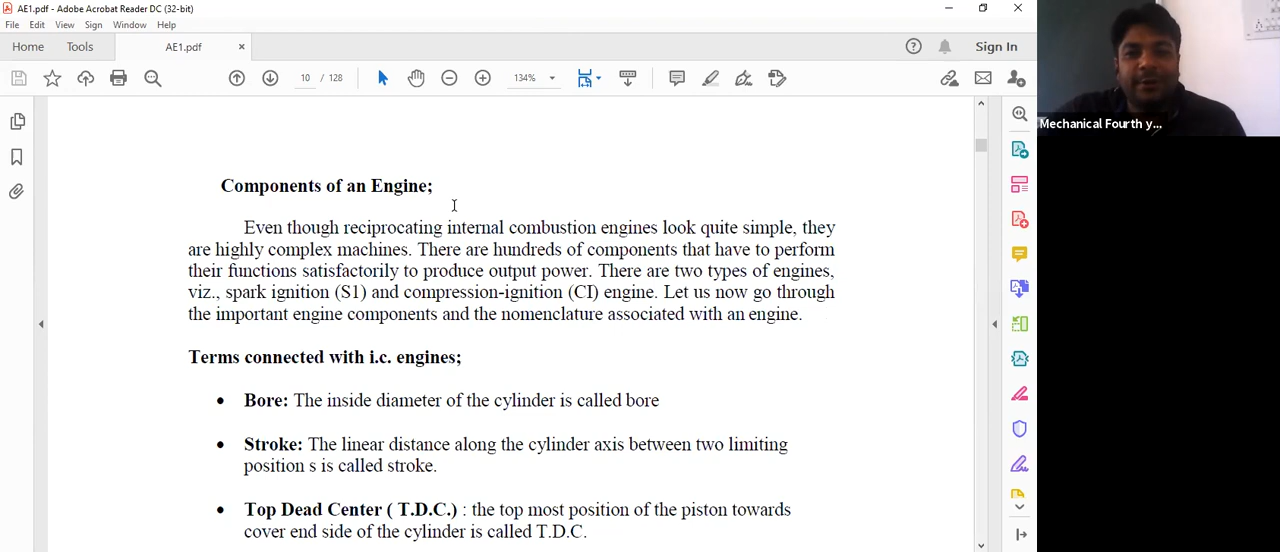 AE1.pdf - Adobe Acrobat Reader DC (32-bit)
File Edit View Sign Window Help
Home Tools AE1.pdf × Sign In
10 / 128 134%
Mechanical Fourth y...
Components of an Engine;
Even though reciprocating internal combustion engines look quite simple, they
are highly complex machines. There are hundreds of components that have to perform
their functions satisfactorily to produce output power. There are two types of engines,
viz., spark ignition (S1) and compression-ignition (CI) engine. Let us now go through
the important engine components and the nomenclature associated with an engine.
Terms connected with i.c. engines;
• Bore: The inside diameter of the cylinder is called bore
• Stroke: The linear distance along the cylinder axis between two limiting
position s is called stroke.
• Top Dead Center ( T.D.C.) : the top most position of the piston towards
cover end side of the cylinder is called T.D.C.